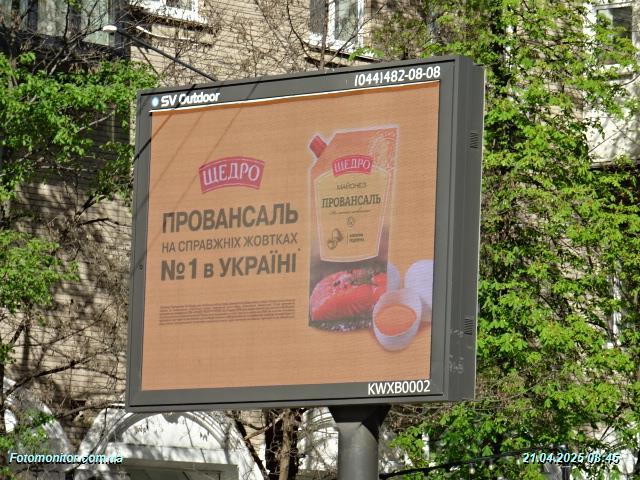 SV Outdoor
(044)482-08-08
ЩЕДРО
ПРОВАНСАЛЬ
НА СПРАВЖНІХ ЖОВТКАХ
№1 в УКРАЇНІ
ЩЕДРО
МАЙОНЕЗ
ПРОВАНСАЛЬ
KWXB0002
Fotomonitor.com.ua
21.04.2025 08:45